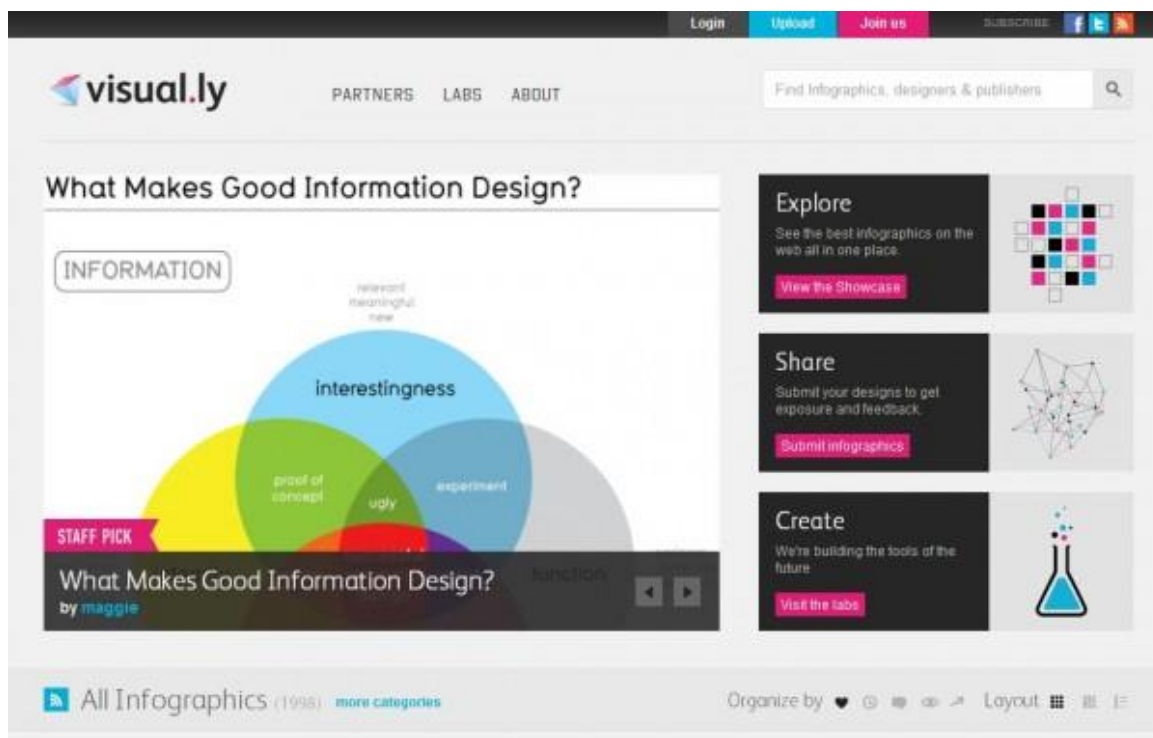 Login Upload Join us SUBSCRIBE
visual.ly PARTNERS LABS ABOUT
Find Infographics, designers & publishers
What Makes Good Information Design?
INFORMATION
relevant
meaningful
new
interestingness
proof of
concept
ugly
experiment
function
STAFF PICK
What Makes Good Information Design?
by maggie
Explore
See the best infographics on the
web all in one place.
View the Showcase
Share
Submit your designs to get
exposure and feedback.
Submit infographics
Create
We're building the tools of the
future
Visit the labs
All Infographics (1998) more categories
Organize by Layout